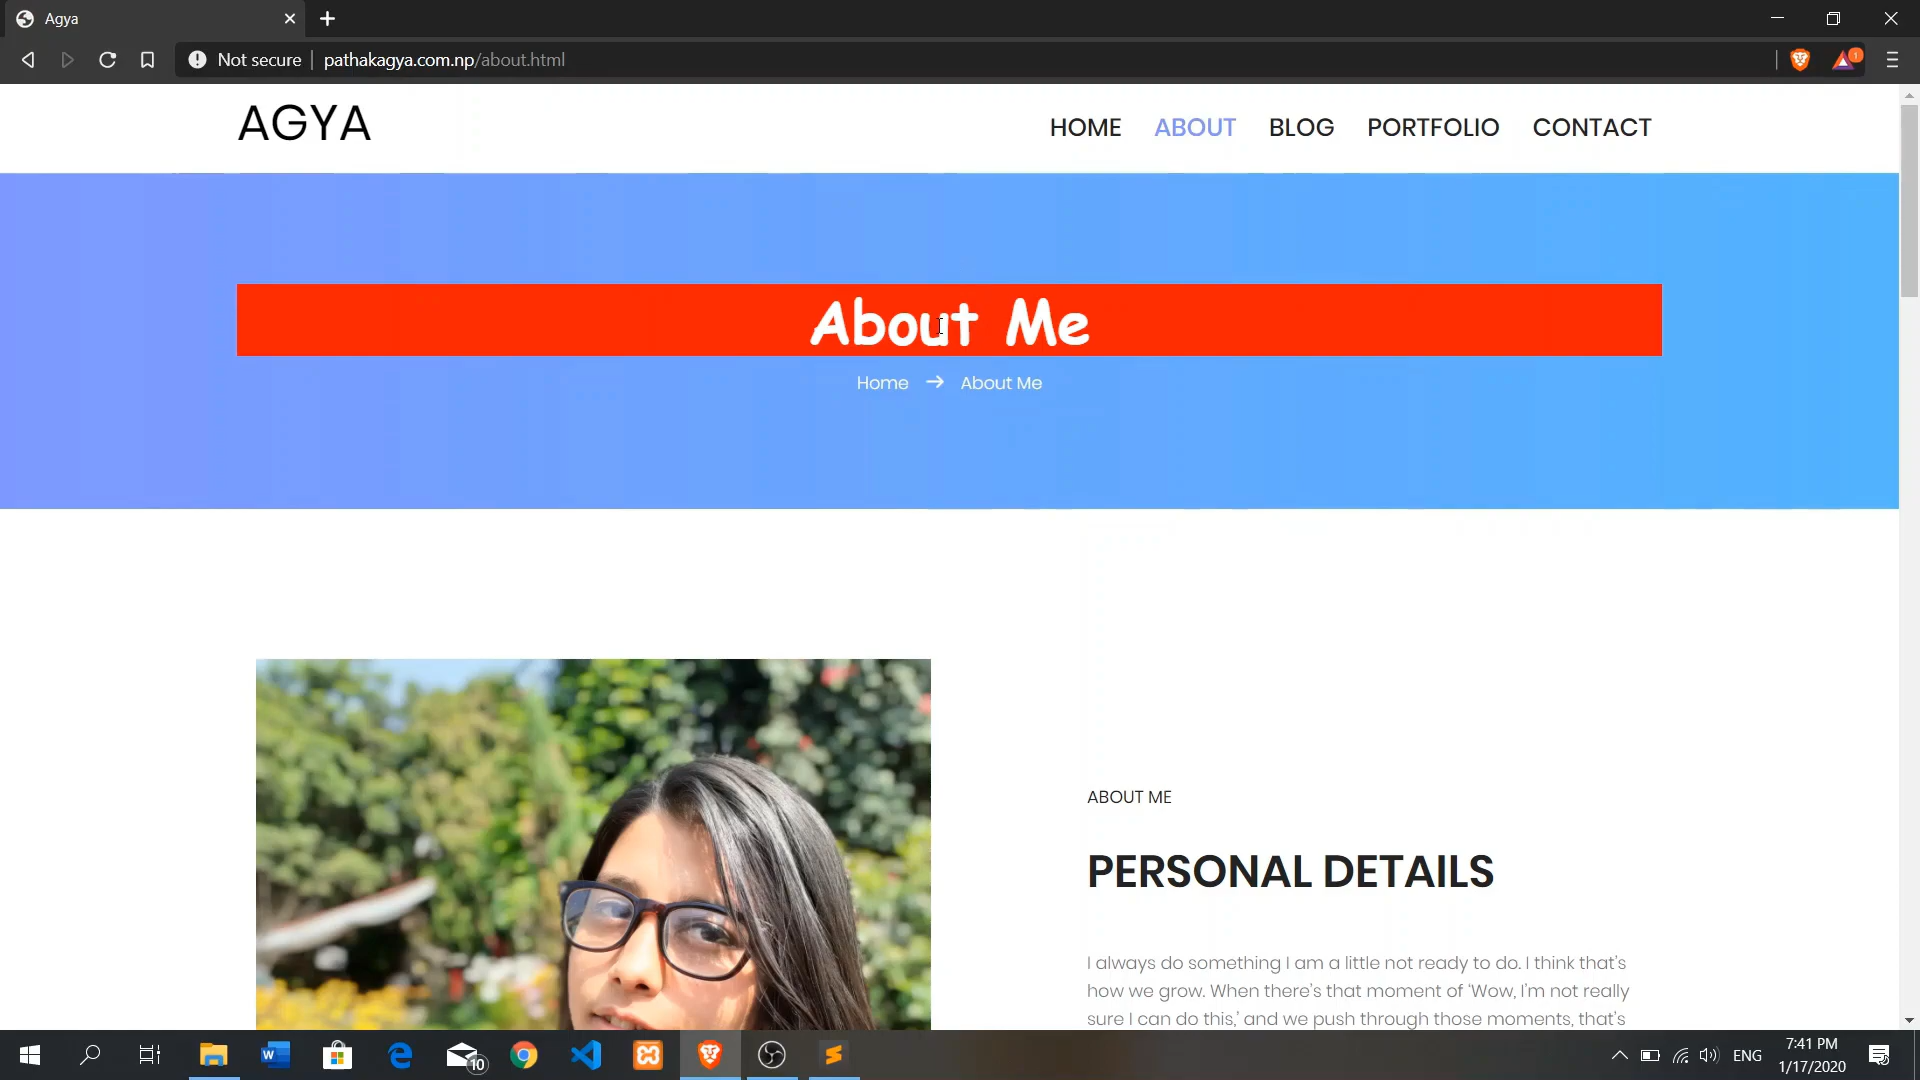 Agya
Not secure
pathakagya.com.np/about.html
1
AGYA
HOME ABOUT BLOG PORTFOLIO CONTACT
About Me
Home → About Me
ABOUT ME
PERSONAL DETAILS
I always do something I am a little not ready to do. I think that's
how we grow. When there's that moment of 'Wow, I'm not really
sure I can do this,' and we push through those moments, that's
10
ENG
7:41 PM
1/17/2020